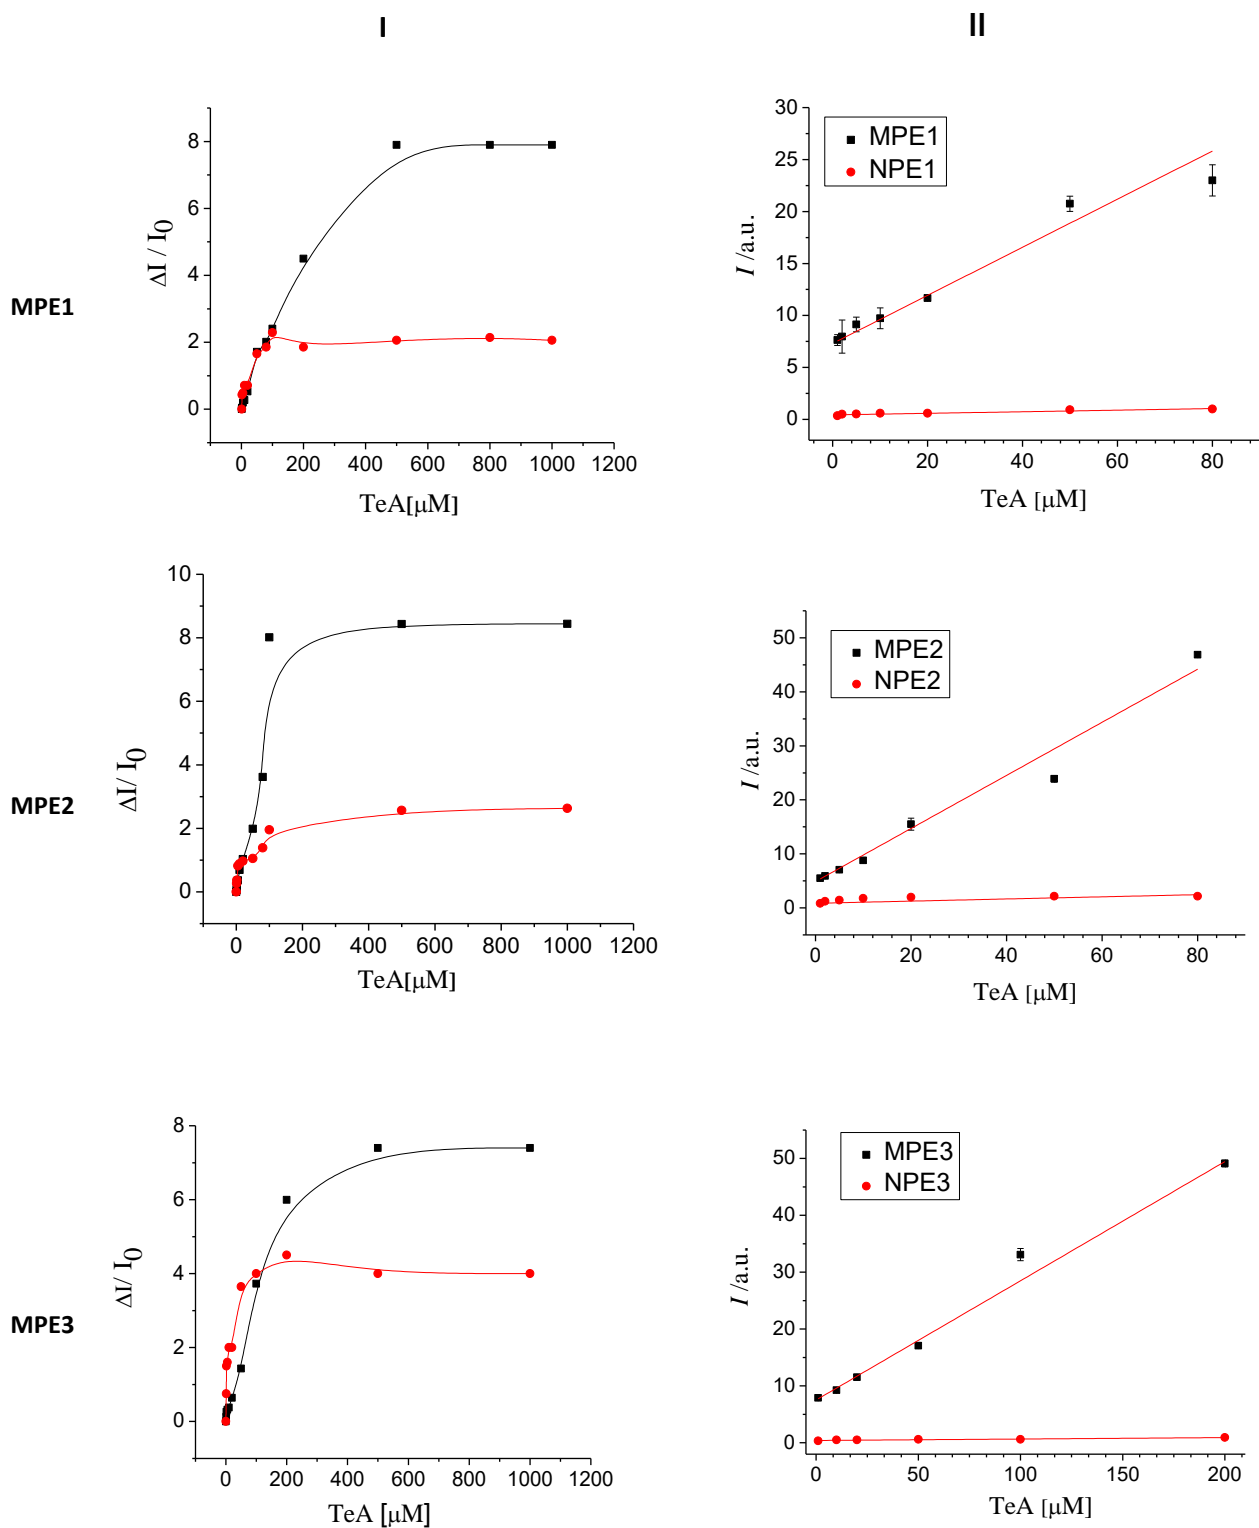 I
II
MPE1
ΔI / I0
8
6
4
2
0
0 200 400 600 800 1000 1200
TeA[μM]
I /a.u.
30
25
20
15
10
5
0
MPE1
NPE1
0 20 40 60 80
TeA [μM]
MPE2
ΔI/ I0
10
8
6
4
2
0
0 200 400 600 800 1000 1200
TeA[μM]
I /a.u.
50
40
30
20
10
0
MPE2
NPE2
0 20 40 60 80
TeA [μM]
MPE3
ΔI/ I0
8
6
4
2
0
0 200 400 600 800 1000 1200
TeA [μM]
I /a.u.
50
40
30
20
10
0
MPE3
NPE3
0 50 100 150 200
TeA [μM]